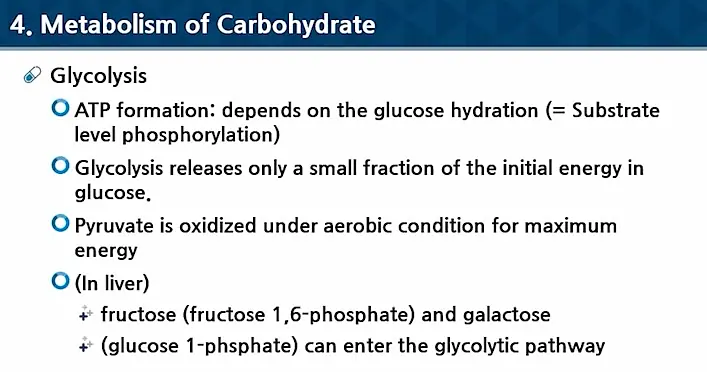 4. Metabolism of Carbohydrate
Glycolysis
ATP formation: depends on the glucose hydration (= Substrate
level phosphorylation)
Glycolysis releases only a small fraction of the initial energy in
glucose.
Pyruvate is oxidized under aerobic condition for maximum
energy
(In liver)
fructose (fructose 1,6-phosphate) and galactose
(glucose 1-phsphate) can enter the glycolytic pathway